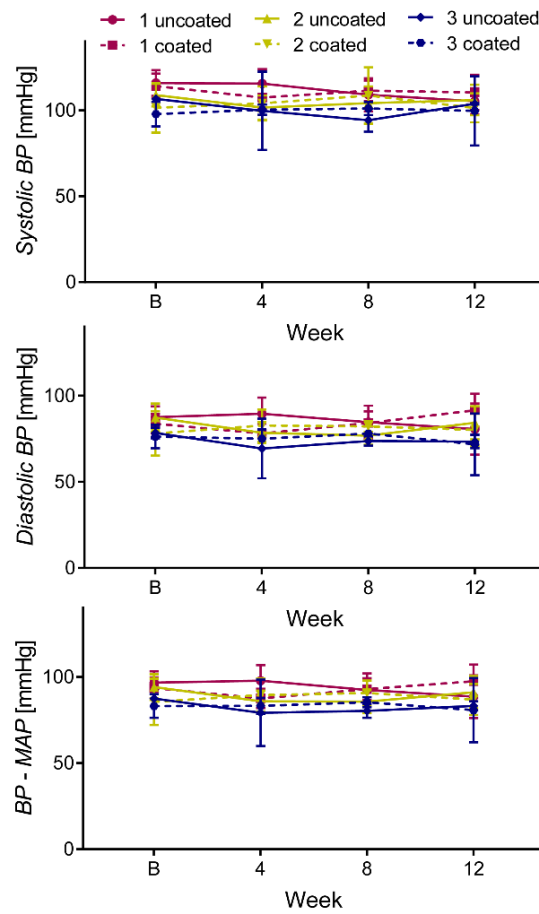 1 uncoated 2 uncoated 3 uncoated
1 coated 2 coated 3 coated
Systolic BP [mmHg]
100
50
0
B 4 8 12
Week
Diastolic BP [mmHg]
100
50
0
B 4 8 12
Week
BP - MAP [mmHg]
100
50
0
B 4 8 12
Week